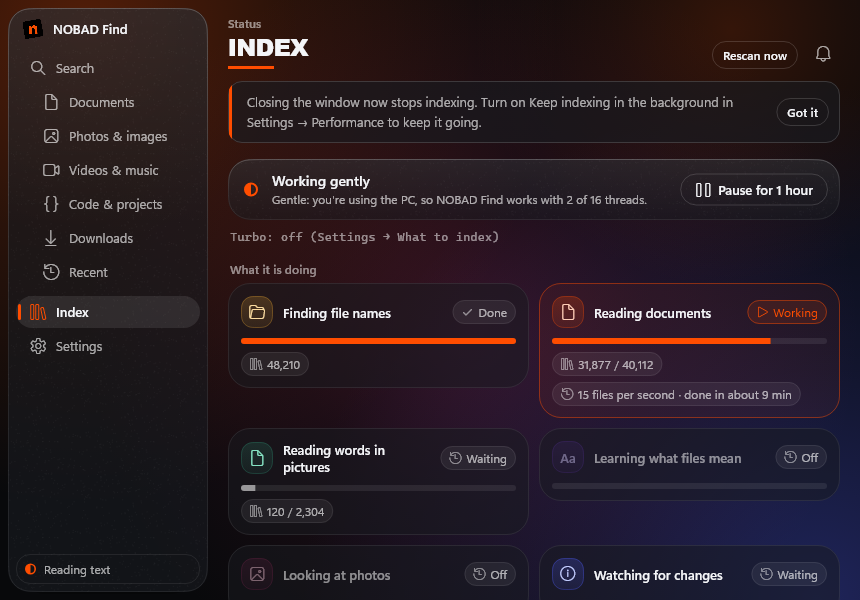 n NOBAD Find
Search
Documents
Photos & images
Videos & music
Code & projects
Downloads
Recent
Index
Settings
Reading text
Status
INDEX
Rescan now
Closing the window now stops indexing. Turn on Keep indexing in the background in
Settings → Performance to keep it going.
Got it
Working gently
Gentle: you're using the PC, so NOBAD Find works with 2 of 16 threads.
Pause for 1 hour
Turbo: off (Settings → What to index)
What it is doing
Finding file names
Done
48,210
Reading documents
Working
31,877 / 40,112
15 files per second · done in about 9 min
Reading words in
pictures
Waiting
120 / 2,304
Aa Learning what files mean
Off
Looking at photos
Off
Watching for changes
Waiting